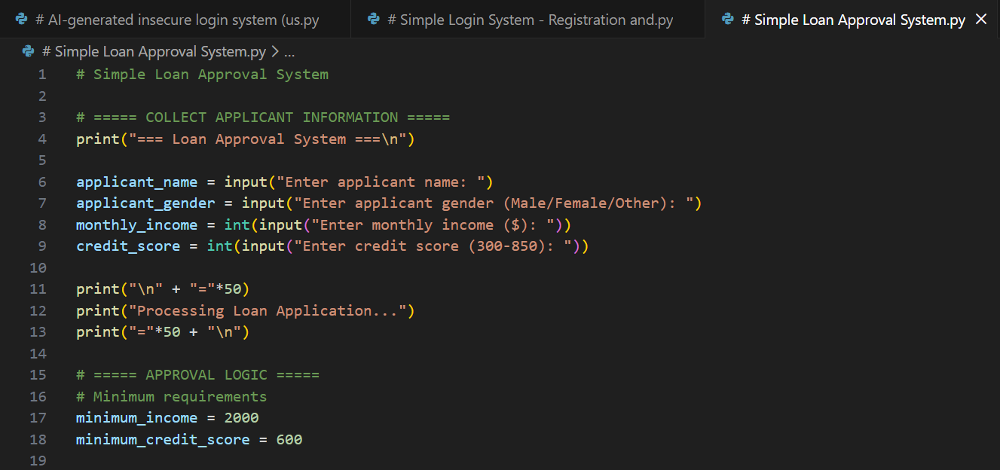 # AI-generated insecure login system (us.py
# Simple Login System - Registration and.py
# Simple Loan Approval System.py
# Simple Loan Approval System.py > ...
1 # Simple Loan Approval System
2
3 # ===== COLLECT APPLICANT INFORMATION =====
4 print("=== Loan Approval System ===\n")
5
6 applicant_name = input("Enter applicant name: ")
7 applicant_gender = input("Enter applicant gender (Male/Female/Other): ")
8 monthly_income = int(input("Enter monthly income ($): "))
9 credit_score = int(input("Enter credit score (300-850): "))
10
11 print("\n" + "="*50)
12 print("Processing Loan Application...")
13 print("="*50 + "\n")
14
15 # ===== APPROVAL LOGIC =====
16 # Minimum requirements
17 minimum_income = 2000
18 minimum_credit_score = 600
19